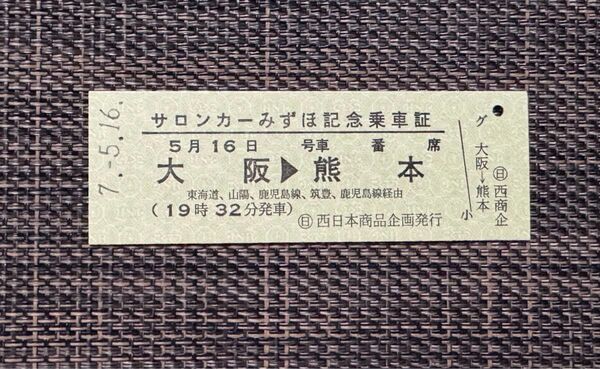 7.-5.16.
サロンカーみずほ記念乗車証
5月16日 号車 番席
大阪▶熊本
東海道、山陽、鹿児島線、筑豊、鹿児島線経由
(19時32分発車)
㊐西日本商品企画発行
グ 大阪→熊本
小
㊐西商企